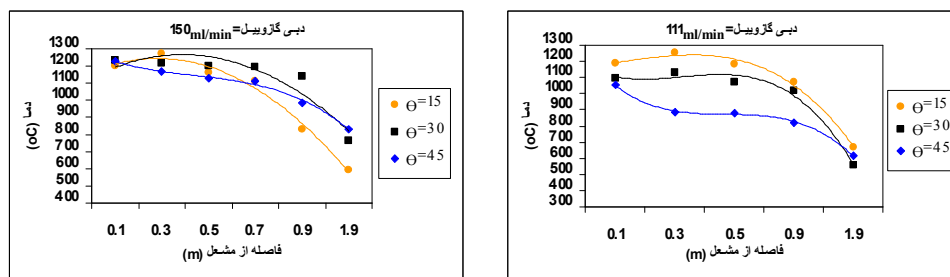 دبی گازوییل=150ml/min
1300
1200
1100
1000
900
800
700
600
500
400
دما (oC)
0.1 0.3 0.5 0.7 0.9 1.9
فاصله از مشعل (m)
Θ=15
Θ=30
Θ=45
دبی گازوییل=111ml/min
1300
1200
1100
1000
900
800
700
600
500
400
300
دما (oC)
0.1 0.3 0.5 0.9 1.9
فاصله از مشعل (m)
Θ=15
Θ=30
Θ=45